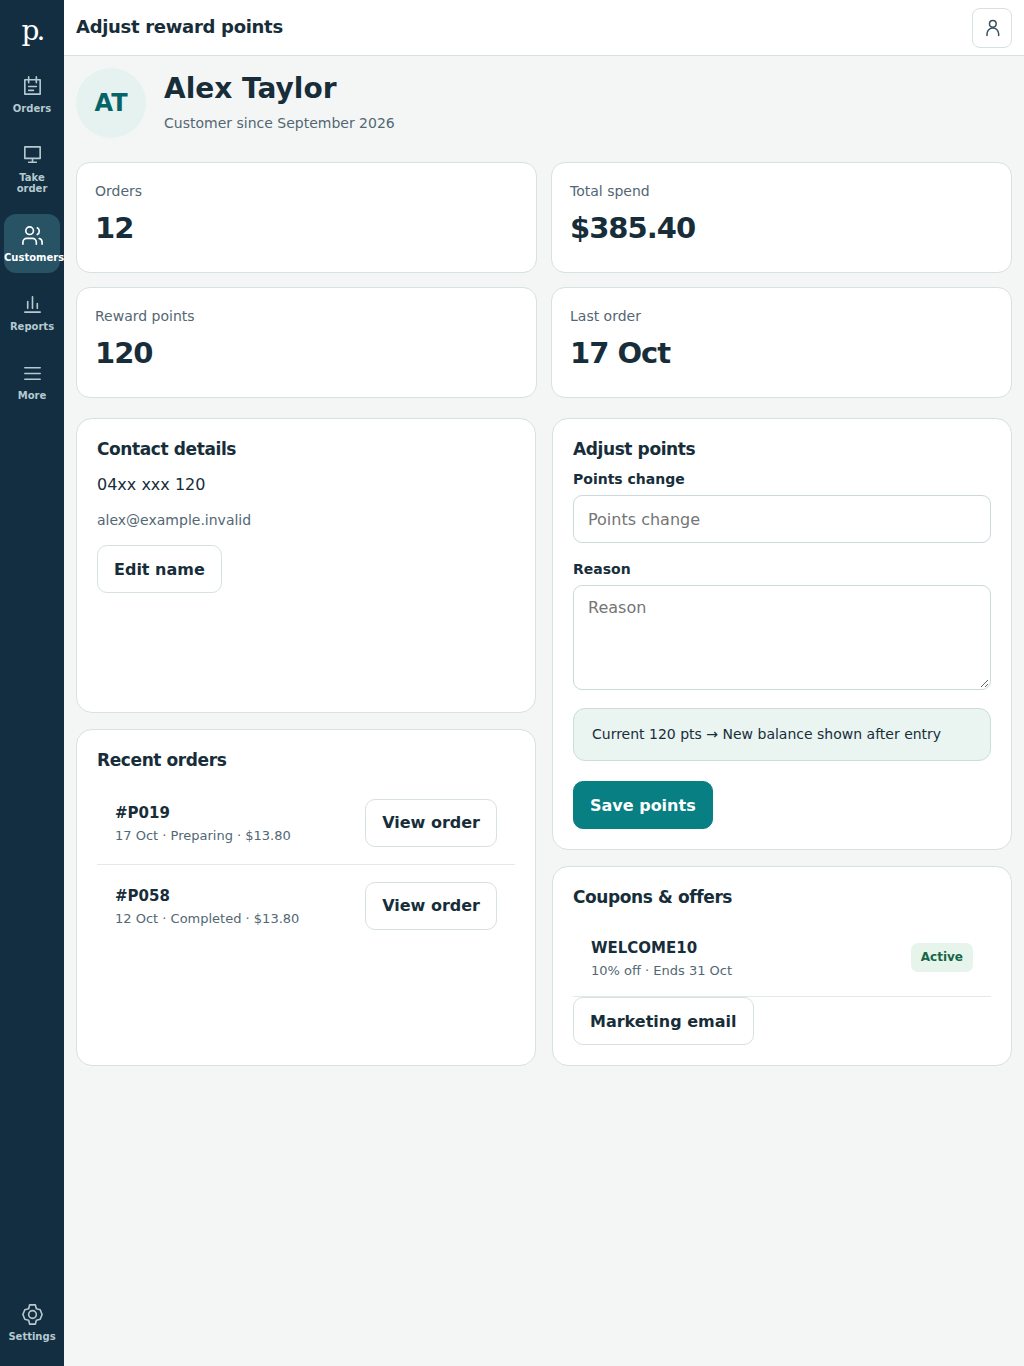 p.
Orders
Take
order
Customers
Reports
More
Settings
Adjust reward points
AT
Alex Taylor
Customer since September 2026
Orders
12
Total spend
$385.40
Reward points
120
Last order
17 Oct
Contact details
04xx xxx 120
alex@example.invalid
Edit name
Adjust points
Points change
Points change
Reason
Reason
Current 120 pts → New balance shown after entry
Save points
Recent orders
#P019
17 Oct · Preparing · $13.80
View order
#P058
12 Oct · Completed · $13.80
View order
Coupons & offers
WELCOME10
10% off · Ends 31 Oct
Active
Marketing email